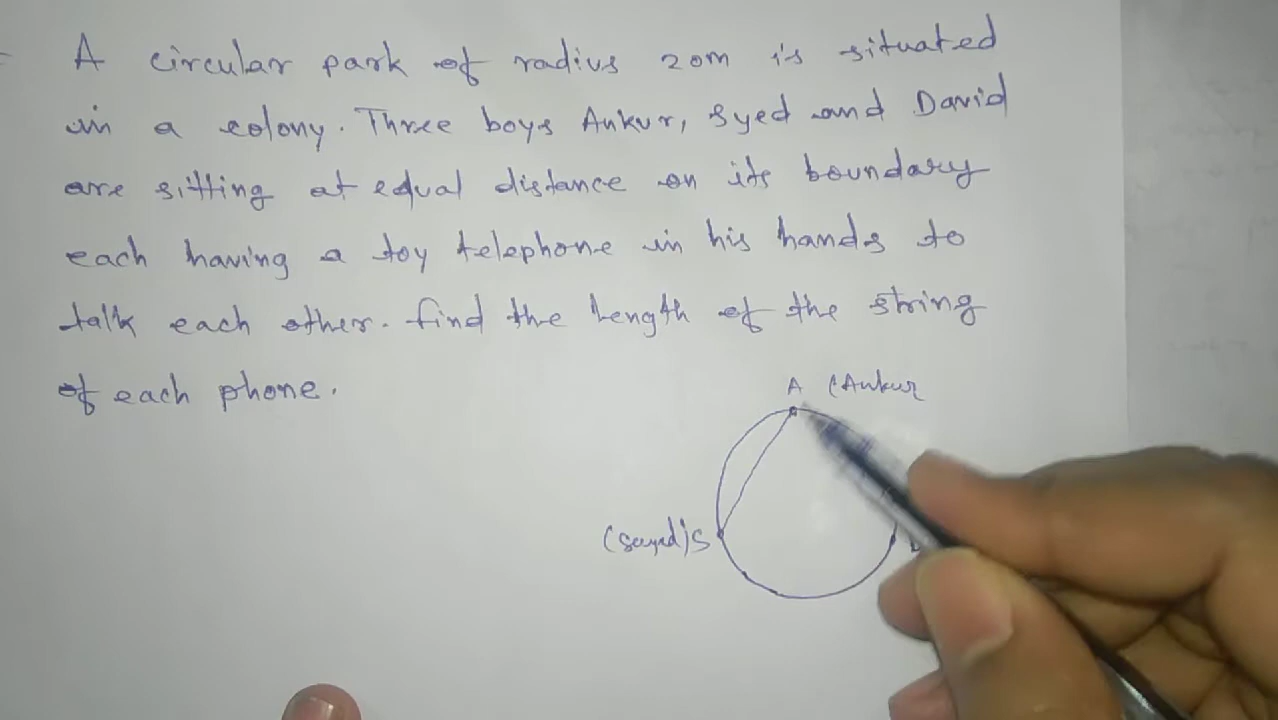 A circular park of radius 20m is situated
in a colony. Three boys Ankur, Syed and David
are sitting at equal distance on its boundary
each having a toy telephone in his hands to
talk each other. find the length of the string
of each phone.
A (Ankur
(Seyed) S